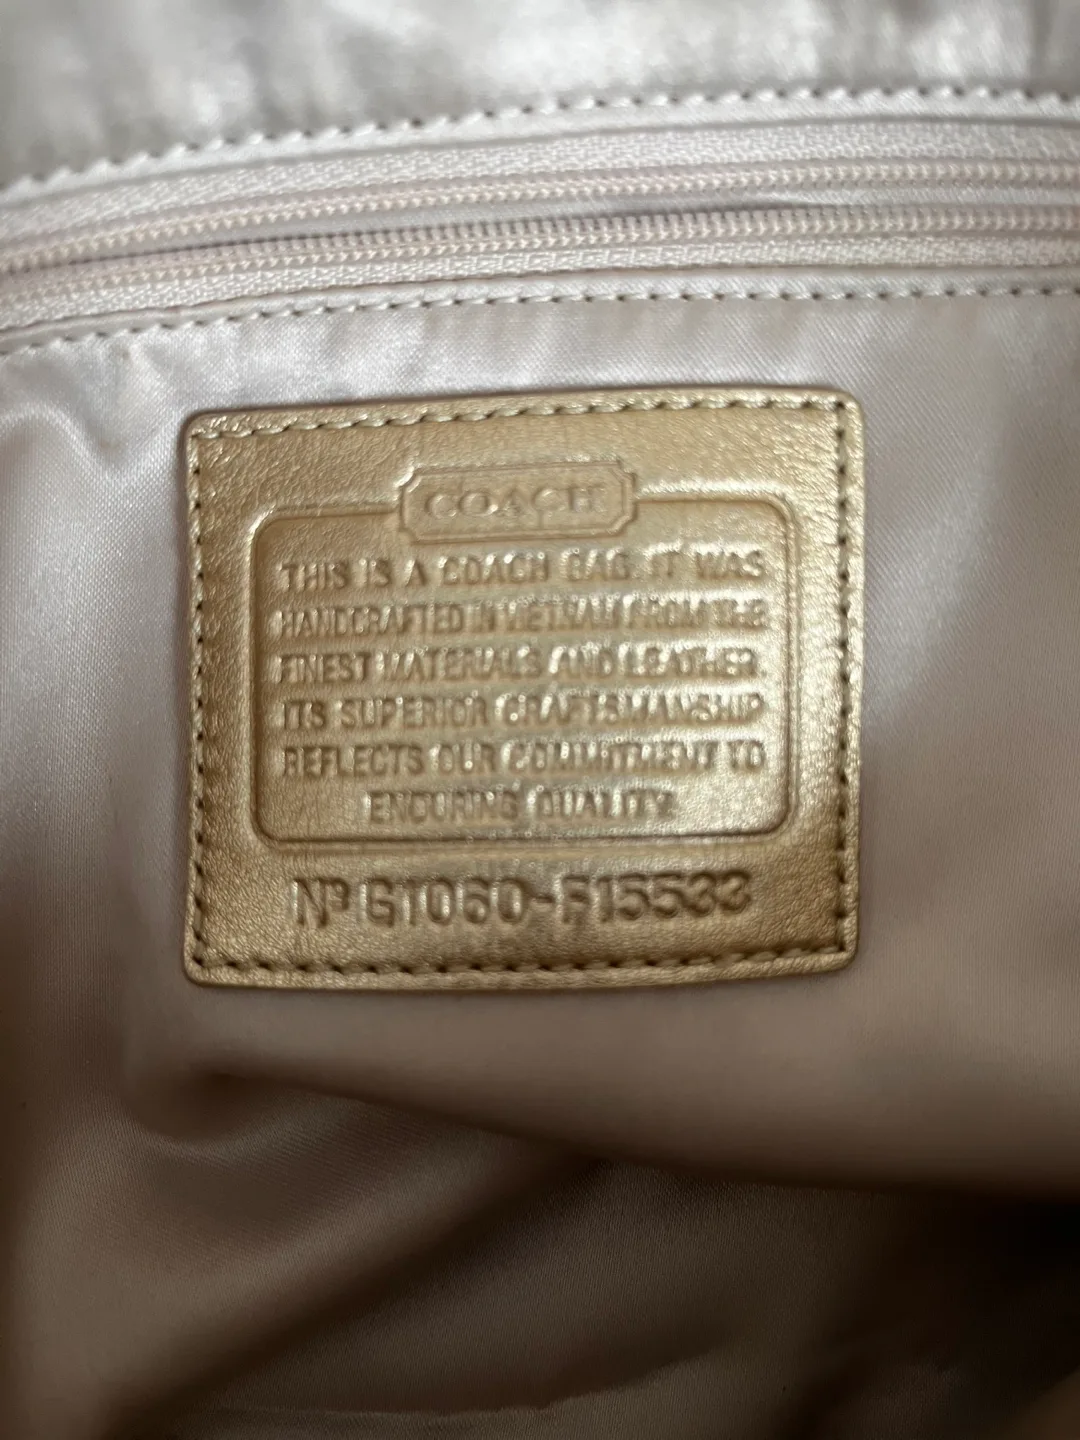 COACH
THIS IS A COACH BAG. IT WAS
HANDCRAFTED IN VIETNAM FROM THE
FINEST MATERIALS AND LEATHER.
ITS SUPERIOR CRAFTSMANSHIP
REFLECTS OUR COMMITMENT TO
ENDURING QUALITY.
Nº G1060-F15533